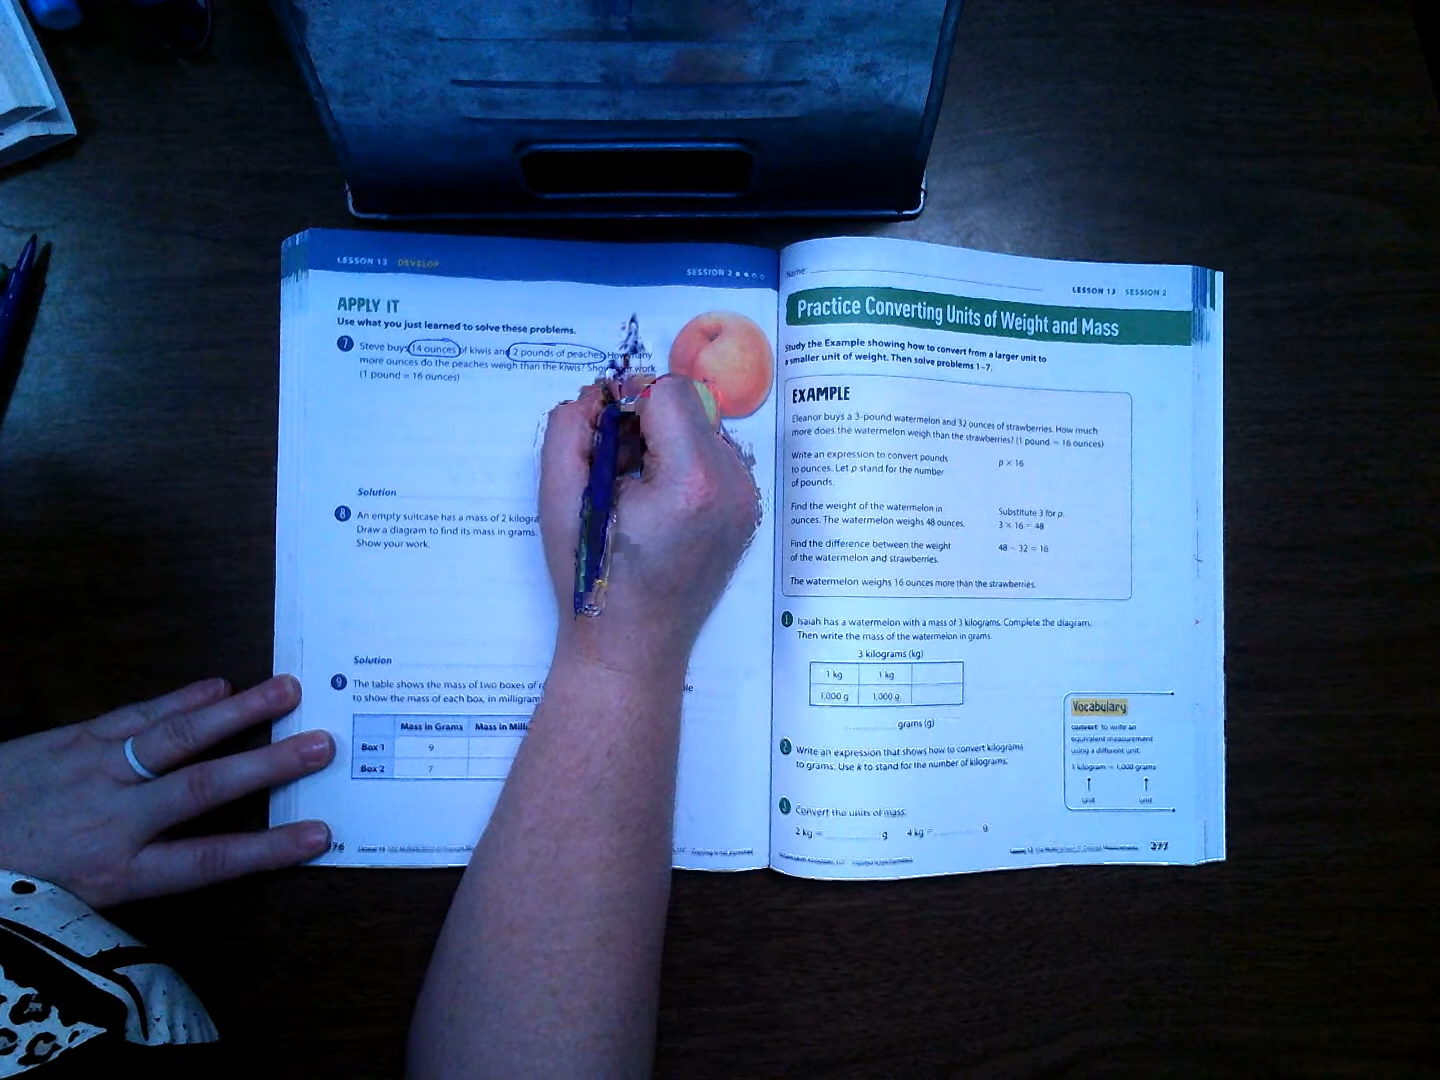 LESSON 13 DEVELOP
SESSION 2
APPLY IT
Use what you just learned to solve these problems.
7 Steve buys 14 ounces of kiwis and 2 pounds of peaches. How many
more ounces do the peaches weigh than the kiwis? Show your work.
(1 pound = 16 ounces)
Solution
8 An empty suitcase has a mass of 2
Draw a diagram to find its mass in grams.
Show your work.
Solution
9 The table shows the mass of two boxes of
to show the mass of each box, in
Mass in Grams Mass in
Box 1 9
Box 2 7
Name:
LESSON 13 SESSION 2
Practice Converting Units of Weight and Mass
Study the Example showing how to convert from a larger unit to
a smaller unit of weight. Then solve problems 1–7.
EXAMPLE
Eleanor buys a 3-pound watermelon and 32 ounces of strawberries. How much
more does the watermelon weigh than the strawberries? (1 pound = 16 ounces)
Write an expression to convert pounds
to ounces. Let p stand for the number
of pounds.
p × 16
Find the weight of the watermelon in
ounces. The watermelon weighs 48 ounces.
Substitute 3 for p.
3 × 16 = 48
Find the difference between the weight
of the watermelon and strawberries.
48 − 32 = 16
The watermelon weighs 16 ounces more than the strawberries.
1 Isaiah has a watermelon with a mass of 3 kilograms. Complete the diagram.
Then write the mass of the watermelon in grams.
3 kilograms (kg)
1 kg 1 kg
1,000 g 1,000 g
grams (g)
2 Write an expression that shows how to convert kilograms
to grams. Use k to stand for the number of kilograms.
3 Convert the units of mass.
2 kg = g 4 kg = g
Vocabulary
convert to write an
equivalent measurement
using a different unit.
1 kilogram = 1,000 grams
unit unit
277